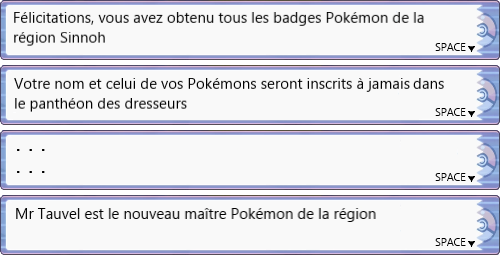 Félicitations, vous avez obtenu tous les badges Pokémon de la
région Sinnoh
SPACE
Votre nom et celui de vos Pokémons seront inscrits à jamais dans
le panthéon des dresseurs
SPACE
. . .
. . .
SPACE
Mr Tauvel est le nouveau maître Pokémon de la région
SPACE